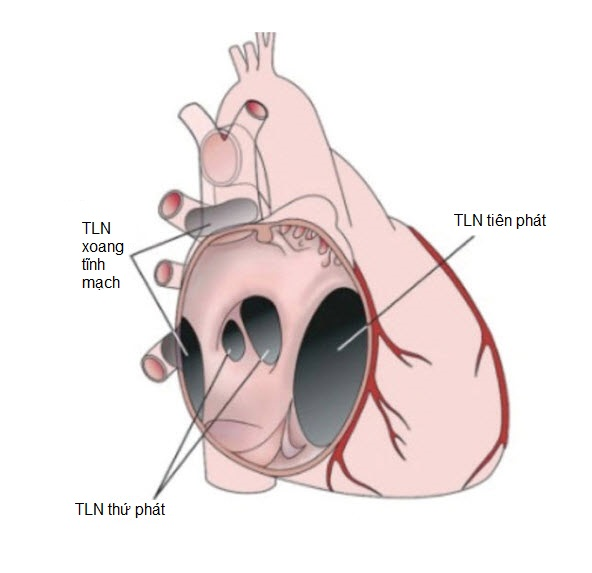 TLN
xoang
tĩnh
mạch
TLN tiên phát
TLN thứ phát